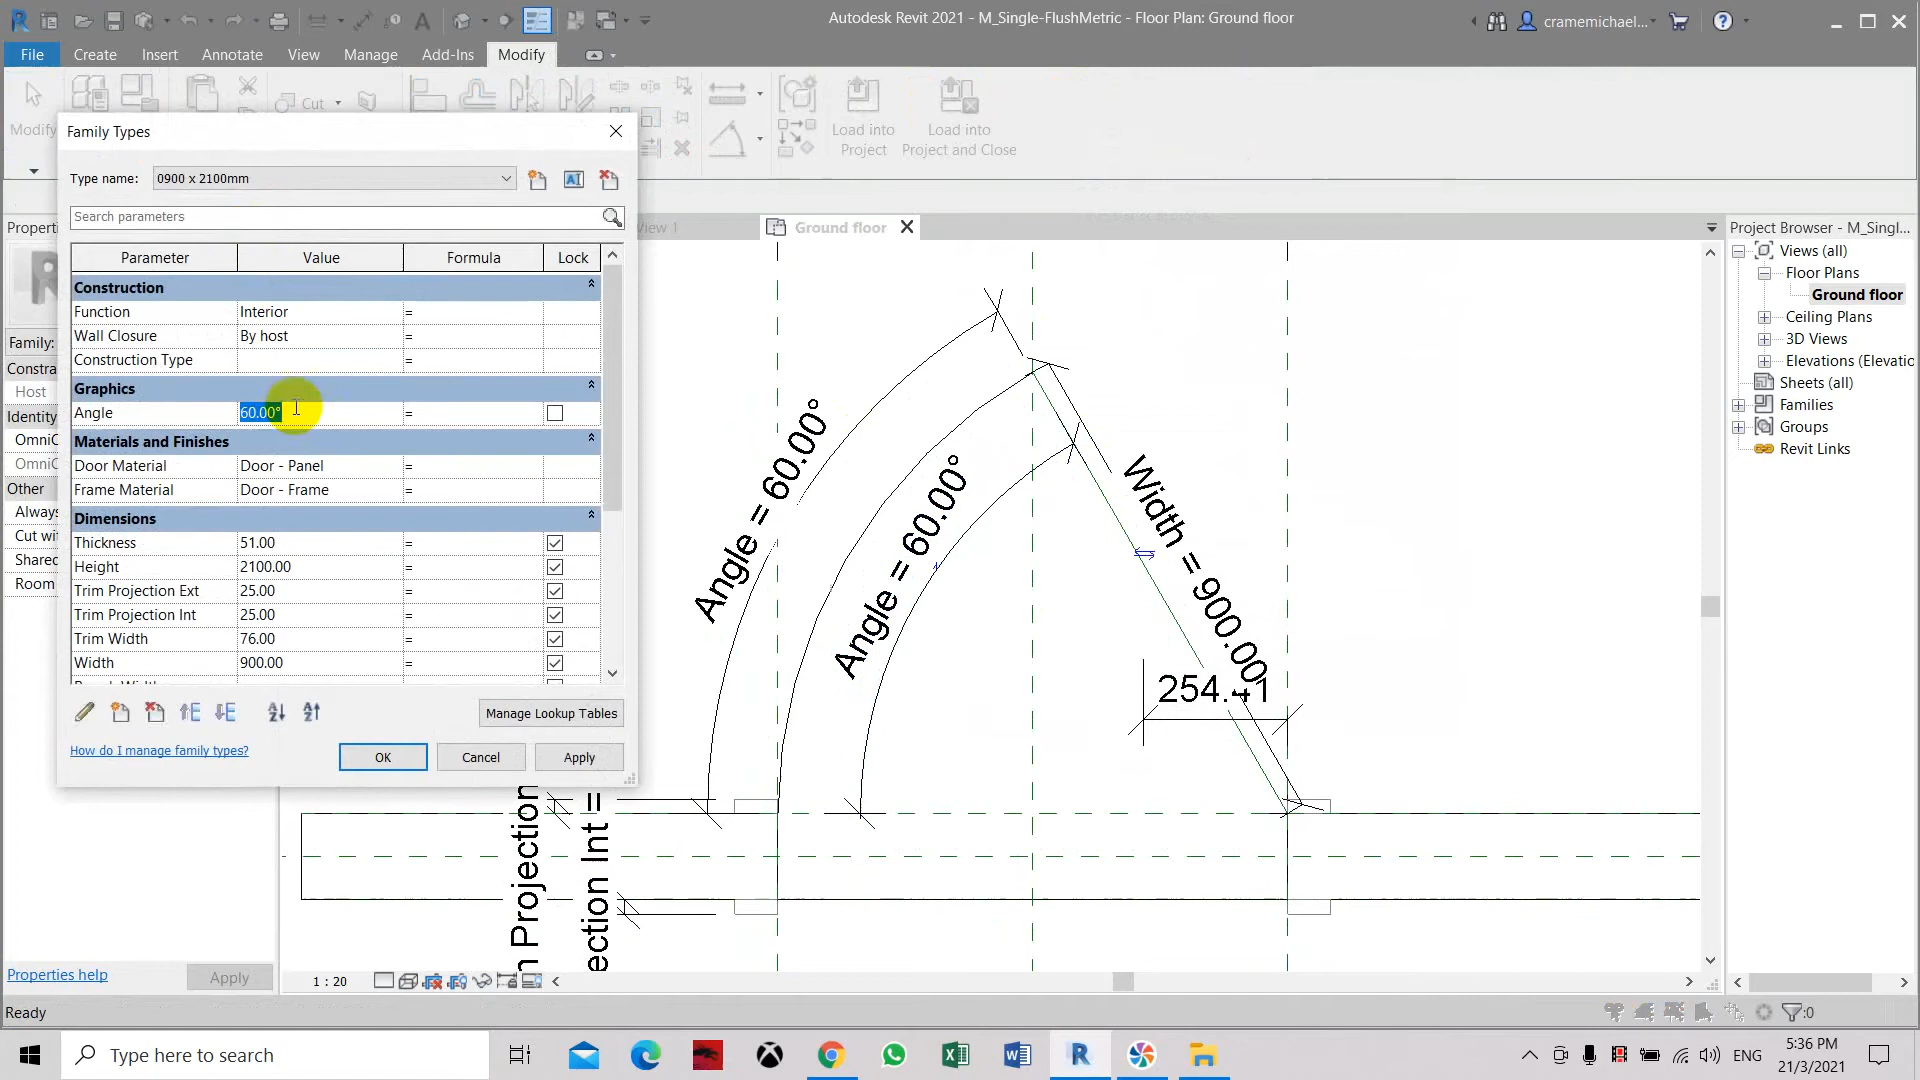 Autodesk Revit 2021 - M_Single-FlushMetric - Floor Plan: Ground floor
cramemichael...
File Create Insert Annotate View Manage Add-Ins Modify
Modify
Cut
Load into Project
Load into Project and Close
Family Types
Type name: 0900 x 2100mm
Search parameters
Parameter Value Formula Lock
Construction
Function Interior =
Wall Closure By host =
Construction Type =
Graphics
Angle 60.00° =
Materials and Finishes
Door Material Door - Panel =
Frame Material Door - Frame =
Dimensions
Thickness 51.00 =
Height 2100.00 =
Trim Projection Ext 25.00 =
Trim Projection Int 25.00 =
Trim Width 76.00 =
Width 900.00 =
Manage Lookup Tables
How do I manage family types?
OK Cancel Apply
Properti
Family:
Constra
Host
Identity
OmniC
OmniC
Other
Always
Cut wi
Shared
Room
Properties help
Apply
View 1
Ground floor
Angle = 60.00°
Angle = 60.00°
Width = 900.00
n Projection
ection Int =
1 : 20
Project Browser - M_Singl...
Views (all)
Floor Plans
Ground floor
Ceiling Plans
3D Views
Elevations (Elevatio
Sheets (all)
Families
Groups
Revit Links
Ready
:0
Type here to search
ENG
5:36 PM
21/3/2021